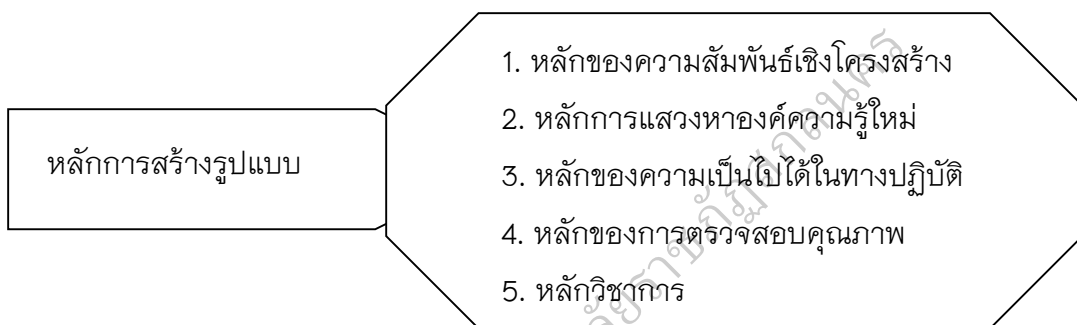 หลักการสร้างรูปแบบ
1. หลักของความสัมพันธ์เชิงโครงสร้าง
2. หลักการแสวงหาองค์ความรู้ใหม่
3. หลักของความเป็นไปได้ในทางปฏิบัติ
4. หลักของการตรวจสอบคุณภาพ
5. หลักวิชาการ